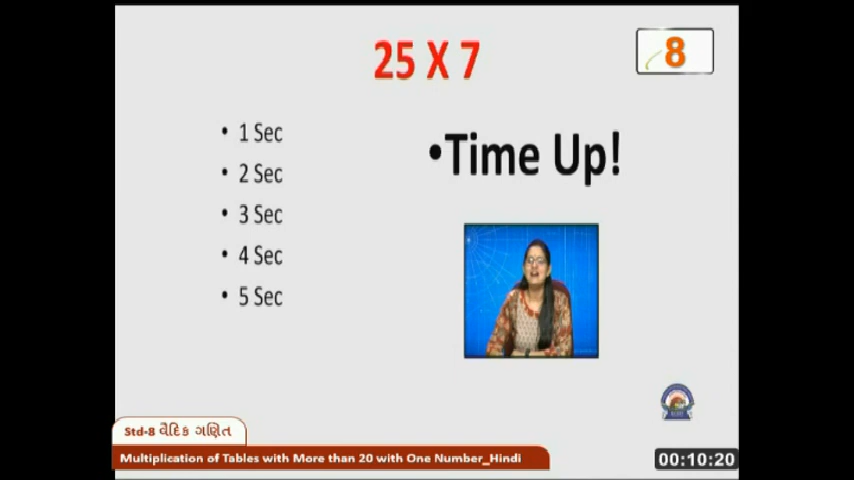 25 X 7
8
• 1 Sec
• 2 Sec
• 3 Sec
• 4 Sec
• 5 Sec
•Time Up!
Std-8 વૈદિક ગણિત
Multiplication of Tables with More than 20 with One Number_Hindi
00:10:20